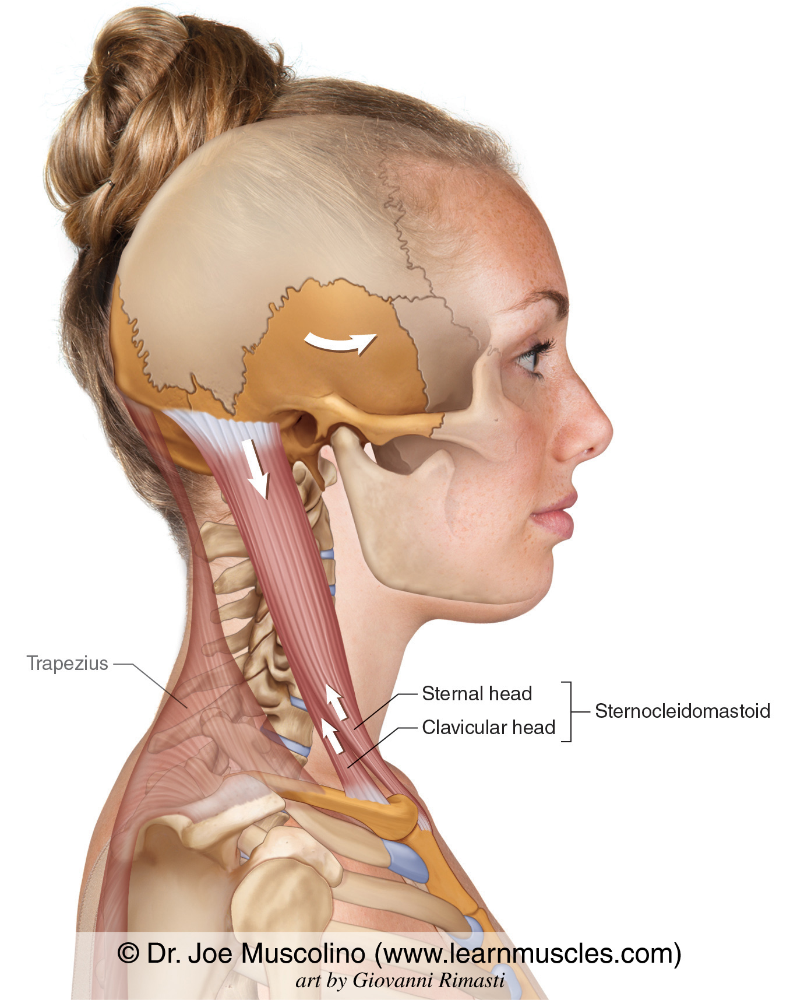 Trapezius
Sternal head
Clavicular head
Sternocleidomastoid
© Dr. Joe Muscolino (www.learnmuscles.com)
art by Giovanni Rimasti